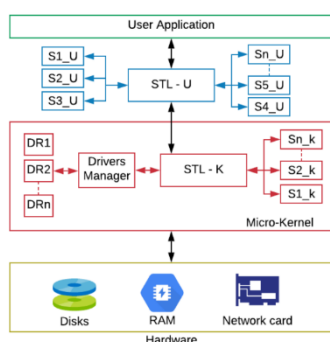 User Application
S1_U
S2_U
S3_U
STL - U
Sn_U
S5_U
S4_U
DR1
DR2
DRn
Drivers
Manager
STL - K
Sn_k
S2_k
S1_k
Micro-Kernel
Disks
RAM
Network card
Hardware